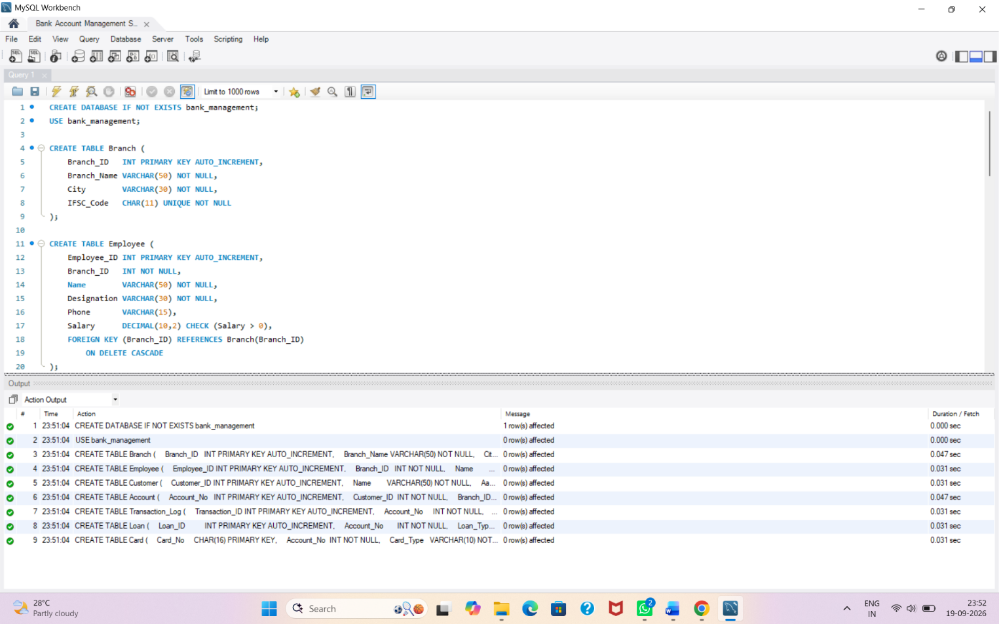 MySQL Workbench
Bank Account Management S... ×
File Edit View Query Database Server Tools Scripting Help
Query 1 ×
Limit to 1000 rows
1 CREATE DATABASE IF NOT EXISTS bank_management;
2 USE bank_management;
3
4 CREATE TABLE Branch (
5 Branch_ID INT PRIMARY KEY AUTO_INCREMENT,
6 Branch_Name VARCHAR(50) NOT NULL,
7 City VARCHAR(30) NOT NULL,
8 IFSC_Code CHAR(11) UNIQUE NOT NULL
9 );
10
11 CREATE TABLE Employee (
12 Employee_ID INT PRIMARY KEY AUTO_INCREMENT,
13 Branch_ID INT NOT NULL,
14 Name VARCHAR(50) NOT NULL,
15 Designation VARCHAR(30) NOT NULL,
16 Phone VARCHAR(15),
17 Salary DECIMAL(10,2) CHECK (Salary > 0),
18 FOREIGN KEY (Branch_ID) REFERENCES Branch(Branch_ID)
19 ON DELETE CASCADE
20 );
Output
Action Output
# Time Action Message Duration / Fetch
1 23:51:04 CREATE DATABASE IF NOT EXISTS bank_management 1 row(s) affected 0.000 sec
2 23:51:04 USE bank_management 0 row(s) affected 0.000 sec
3 23:51:04 CREATE TABLE Branch ( Branch_ID INT PRIMARY KEY AUTO_INCREMENT, Branch_Name VARCHAR(50) NOT NULL, Cit... 0 row(s) affected 0.047 sec
4 23:51:04 CREATE TABLE Employee ( Employee_ID INT PRIMARY KEY AUTO_INCREMENT, Branch_ID INT NOT NULL, Name ... 0 row(s) affected 0.031 sec
5 23:51:04 CREATE TABLE Customer ( Customer_ID INT PRIMARY KEY AUTO_INCREMENT, Name VARCHAR(50) NOT NULL, Aa... 0 row(s) affected 0.031 sec
6 23:51:04 CREATE TABLE Account ( Account_No INT PRIMARY KEY AUTO_INCREMENT, Customer_ID INT NOT NULL, Branch_ID... 0 row(s) affected 0.047 sec
7 23:51:04 CREATE TABLE Transaction_Log ( Transaction_ID INT PRIMARY KEY AUTO_INCREMENT, Account_No INT NOT NULL, ... 0 row(s) affected 0.031 sec
8 23:51:04 CREATE TABLE Loan ( Loan_ID INT PRIMARY KEY AUTO_INCREMENT, Account_No INT NOT NULL, Loan_Typ... 0 row(s) affected 0.031 sec
9 23:51:04 CREATE TABLE Card ( Card_No CHAR(16) PRIMARY KEY, Account_No INT NOT NULL, Card_Type VARCHAR(10) NOT... 0 row(s) affected 0.031 sec
28°C
Partly cloudy
Search
2
ENG
IN
23:52
19-09-2026